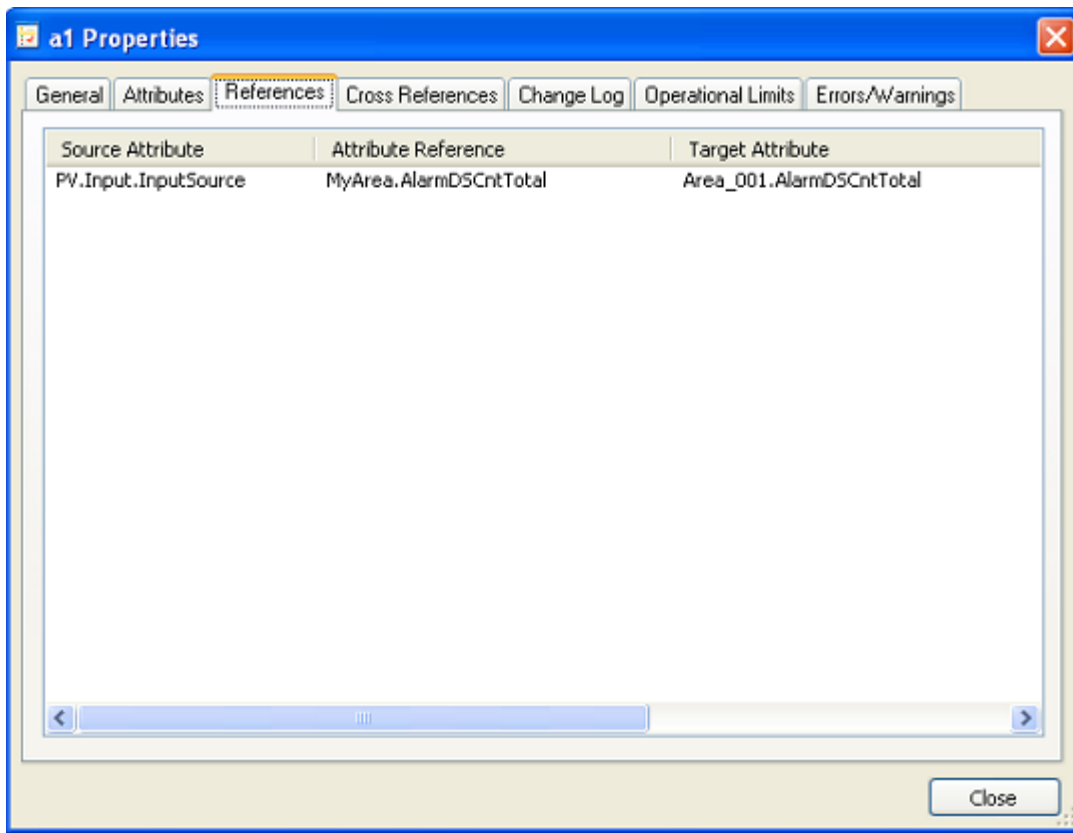 a1 Properties
General Attributes References Cross References Change Log Operational Limits Errors/Warnings
Source Attribute Attribute Reference Target Attribute
PV.Input.InputSource MyArea.AlarmDSCntTotal Area_001.AlarmDSCntTotal
Close